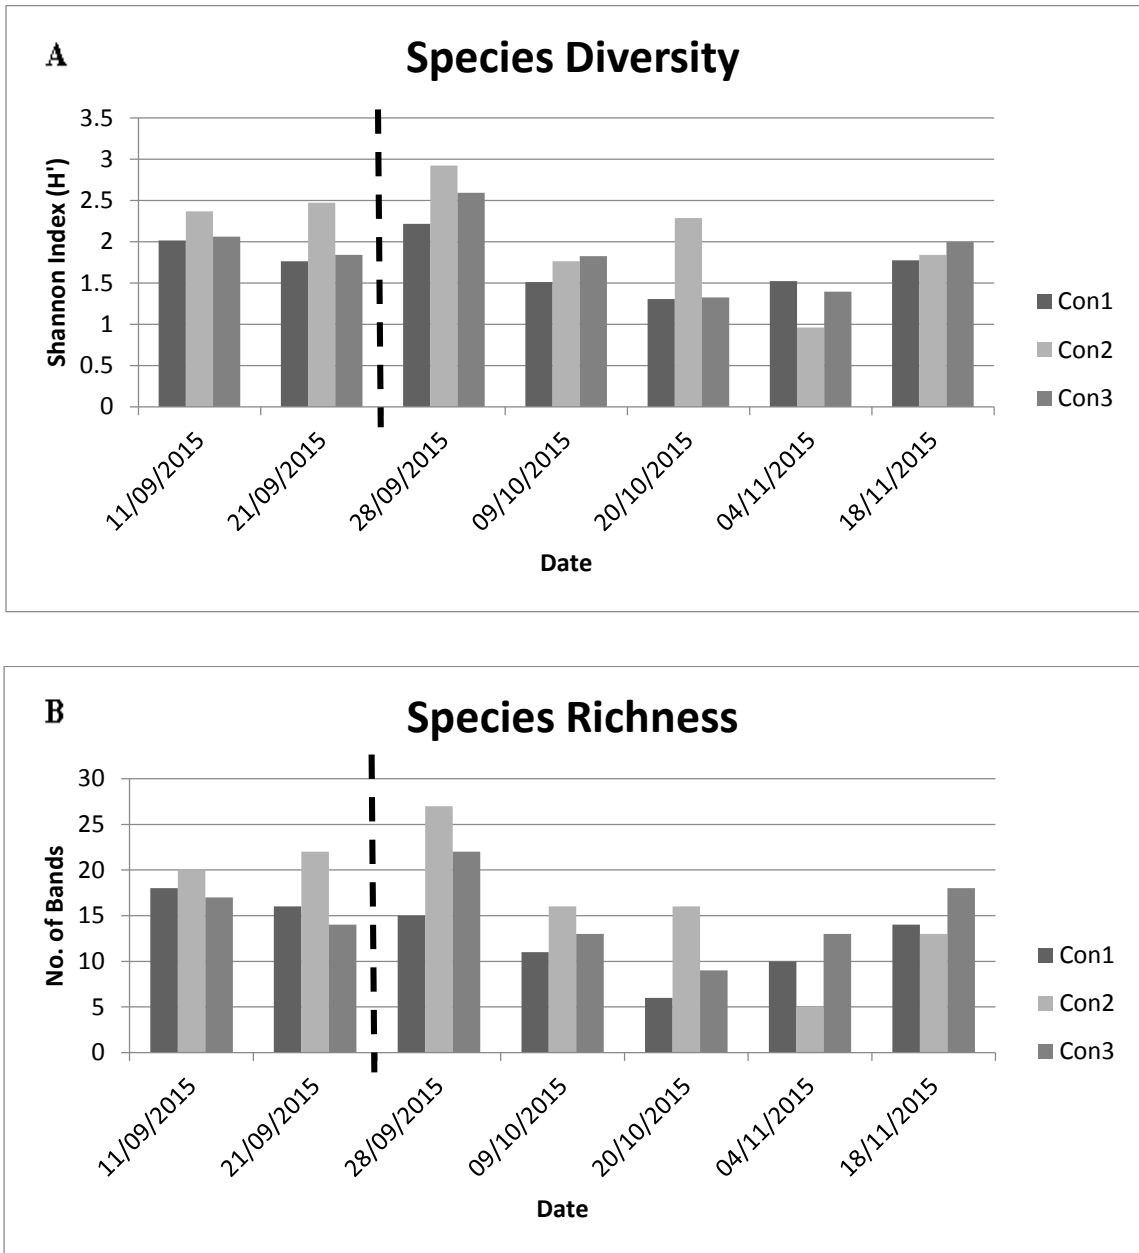 A
Species Diversity
Shannon Index (H')
3.5
3
2.5
2
1.5
1
0.5
0
11/09/2015
21/09/2015
28/09/2015
09/10/2015
20/10/2015
04/11/2015
18/11/2015
Date
Con1
Con2
Con3
B
Species Richness
No. of Bands
30
25
20
15
10
5
0
11/09/2015
21/09/2015
28/09/2015
09/10/2015
20/10/2015
04/11/2015
18/11/2015
Date
Con1
Con2
Con3